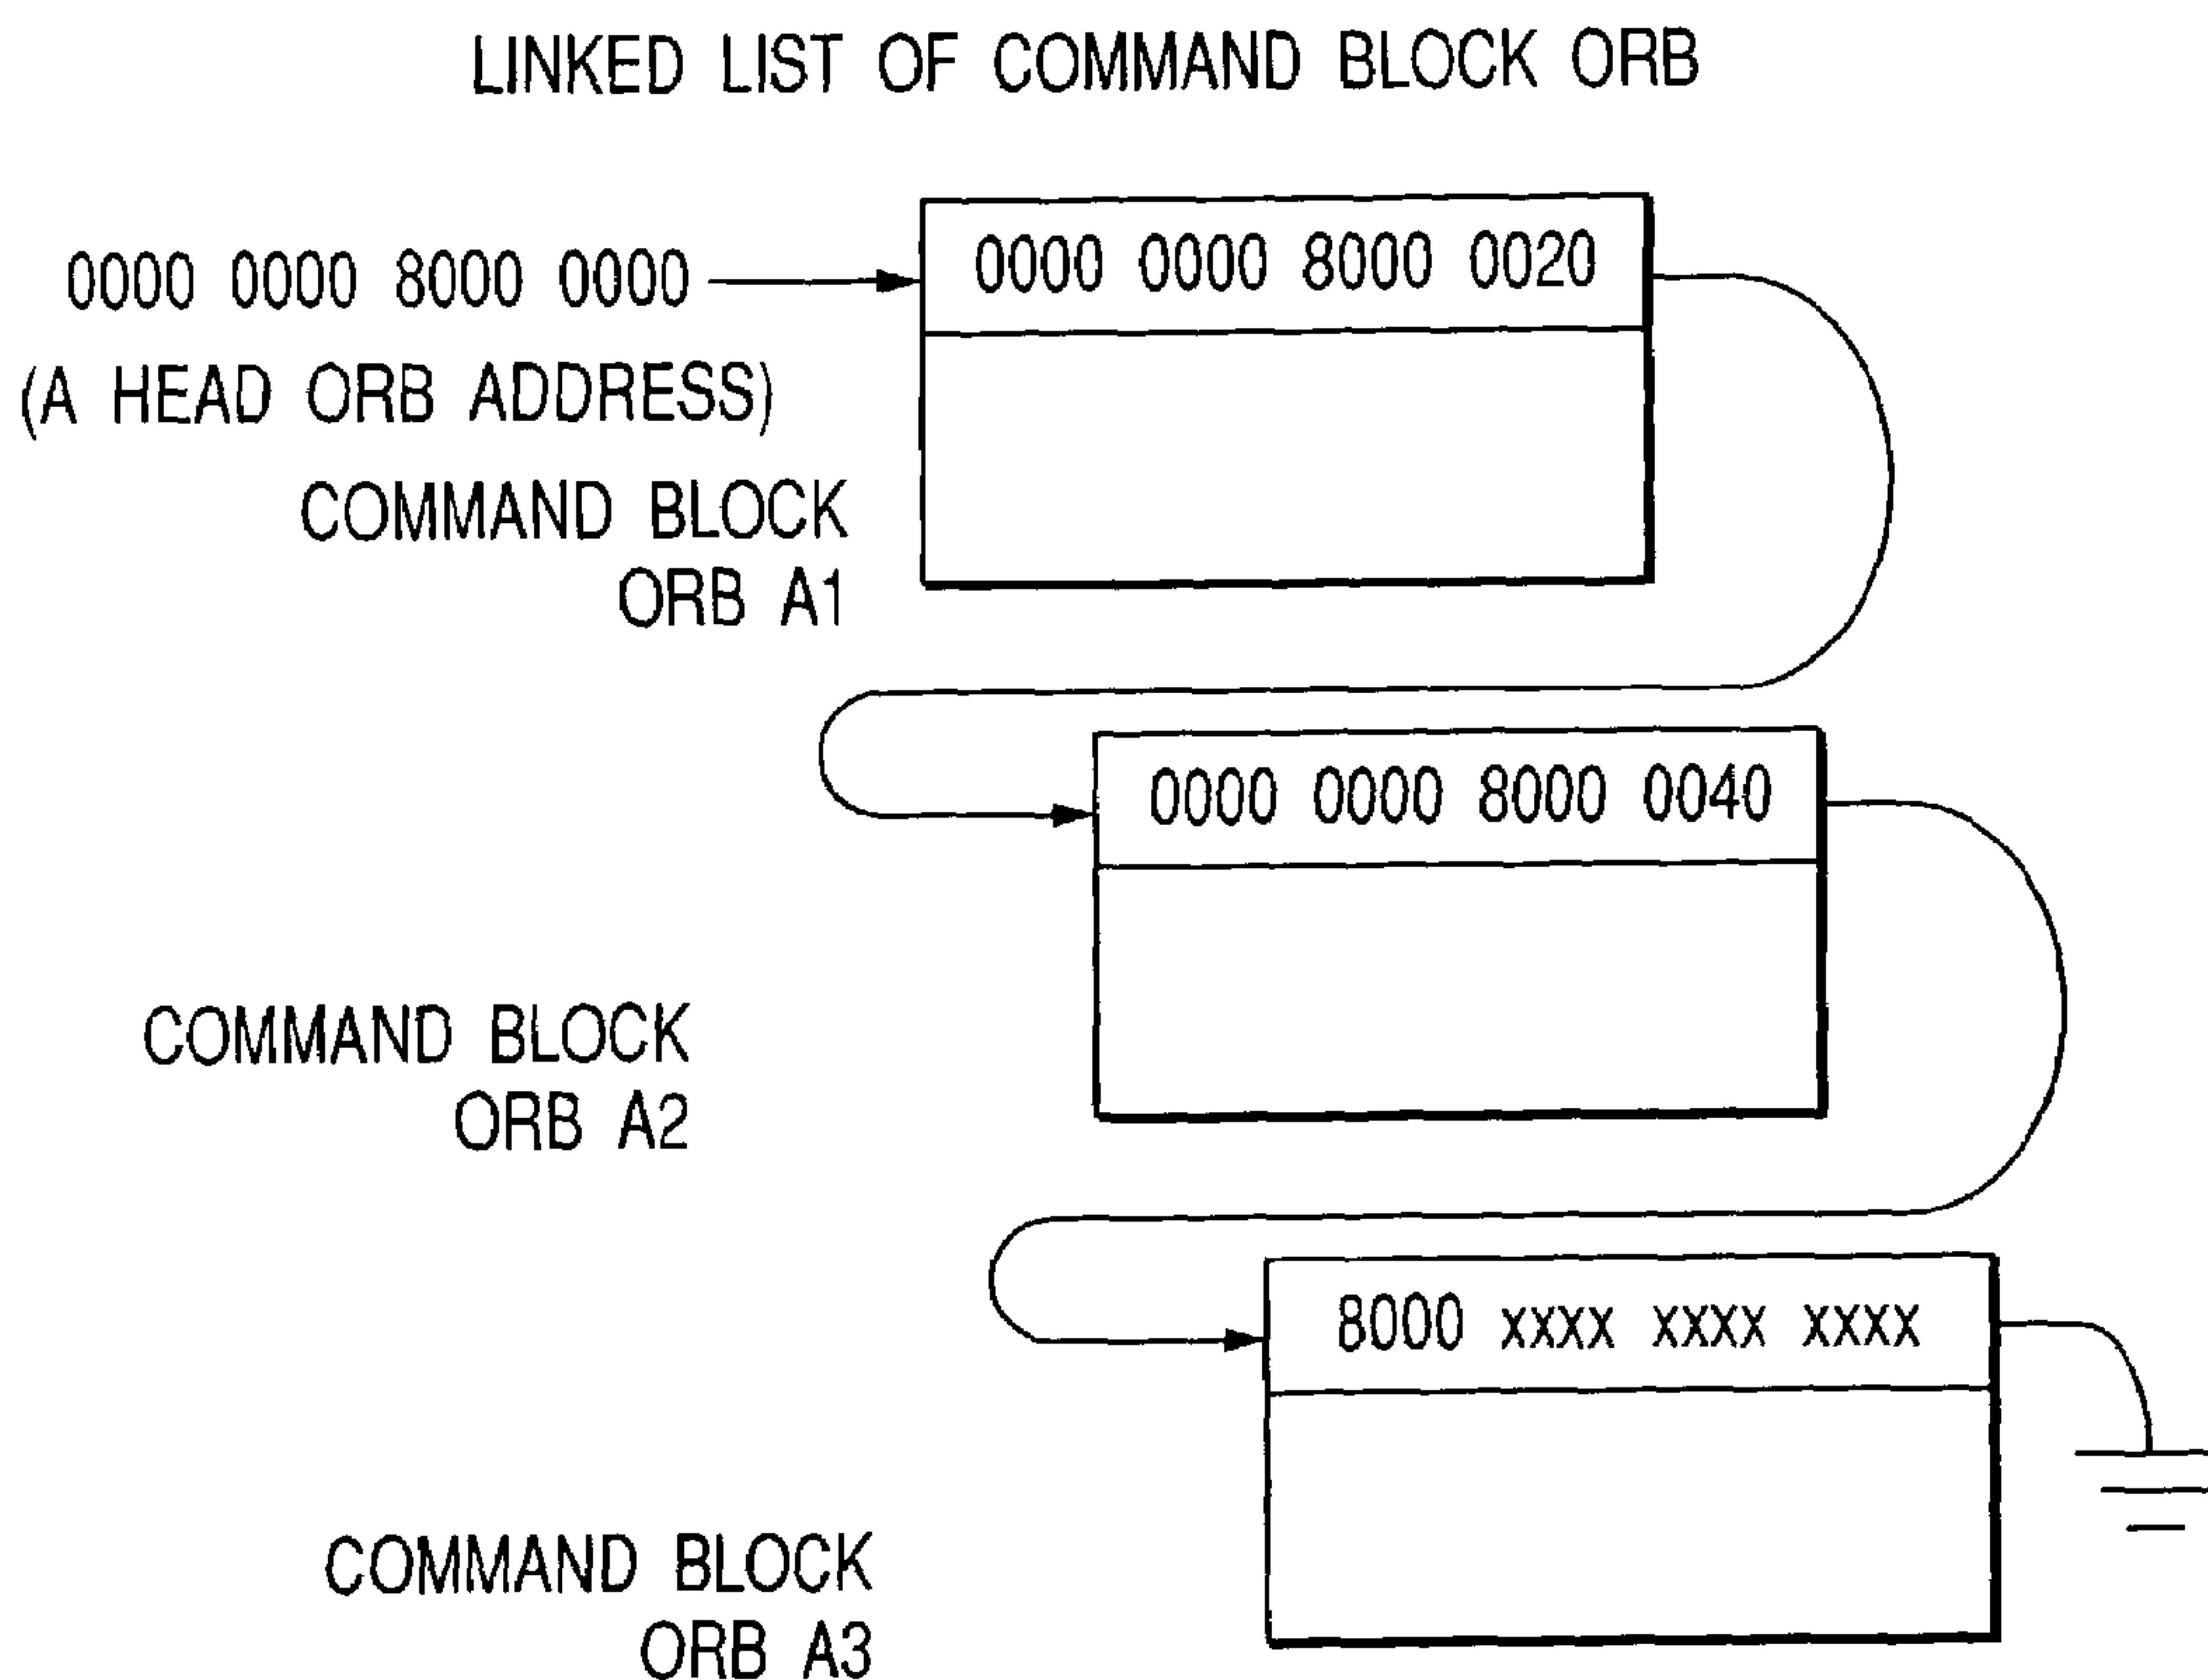 LINKED LIST OF COMMAND BLOCK ORB
0000 0000 8000 0000
(A HEAD ORB ADDRESS)
0000 0000 8000 0020
COMMAND BLOCK
ORB A1
0000 0000 8000 0040
COMMAND BLOCK
ORB A2
8000 xxxx xxxx xxxx
COMMAND BLOCK
ORB A3